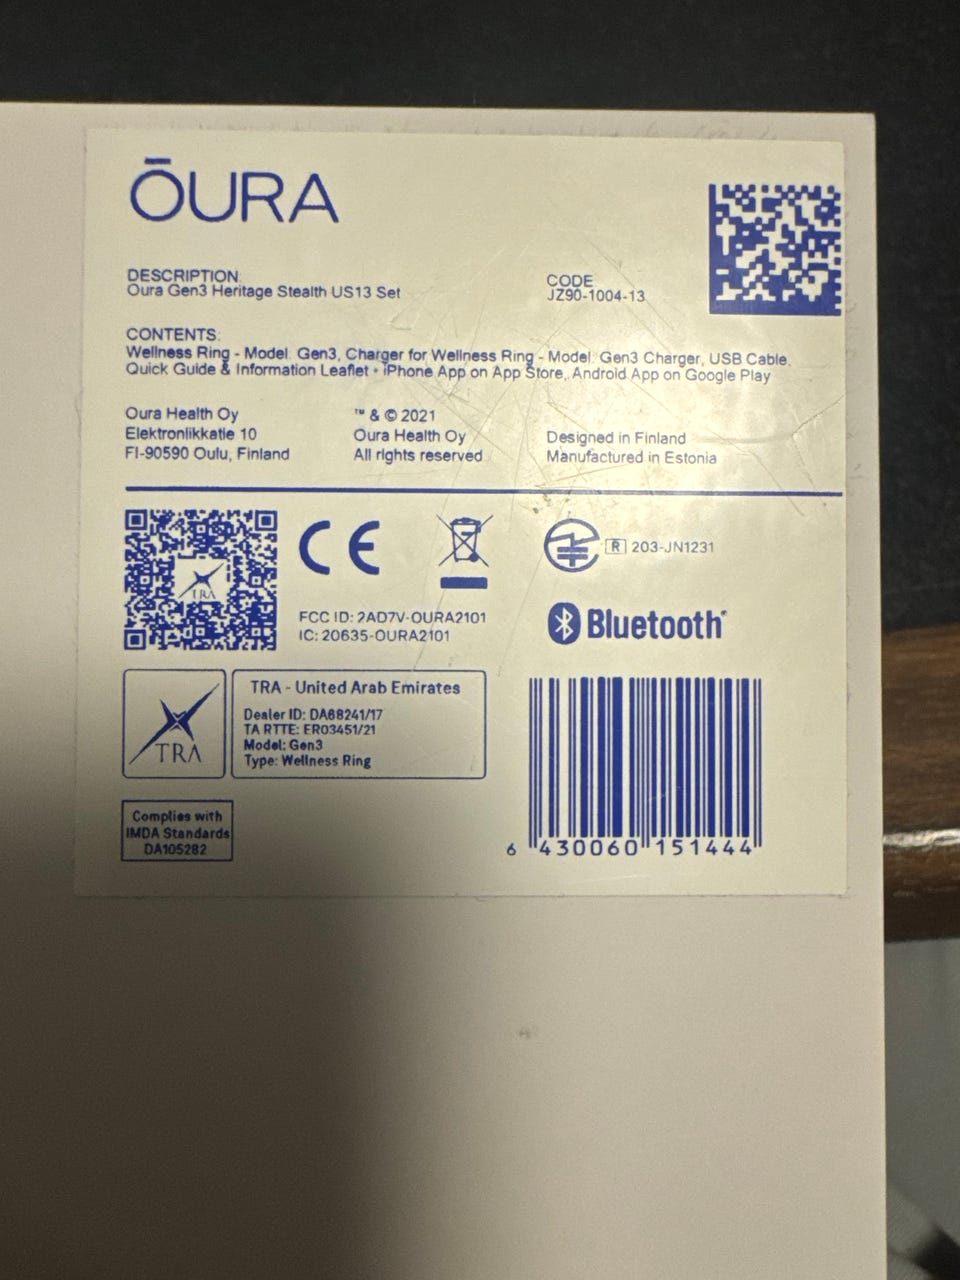 ŌURA
DESCRIPTION:
Oura Gen3 Heritage Stealth US13 Set
CODE
JZ90-1004-13
CONTENTS:
Wellness Ring - Model: Gen3, Charger for Wellness Ring - Model: Gen3 Charger, USB Cable,
Quick Guide & Information Leaflet • iPhone App on App Store, Android App on Google Play
Oura Health Oy
Elektronlikkatie 10
FI-90590 Oulu, Finland
™ & © 2021
Oura Health Oy
All rights reserved
Designed in Finland
Manufactured in Estonia
TRA
CE
R 203-JN1231
FCC ID: 2AD7V-OURA2101
IC: 20635-OURA2101
Bluetooth®
TRA
TRA - United Arab Emirates
Dealer ID: DA68241/17
TA RTTE: ER03451/21
Model: Gen3
Type: Wellness Ring
Complies with
IMDA Standards
DA105282
6 430060 151444